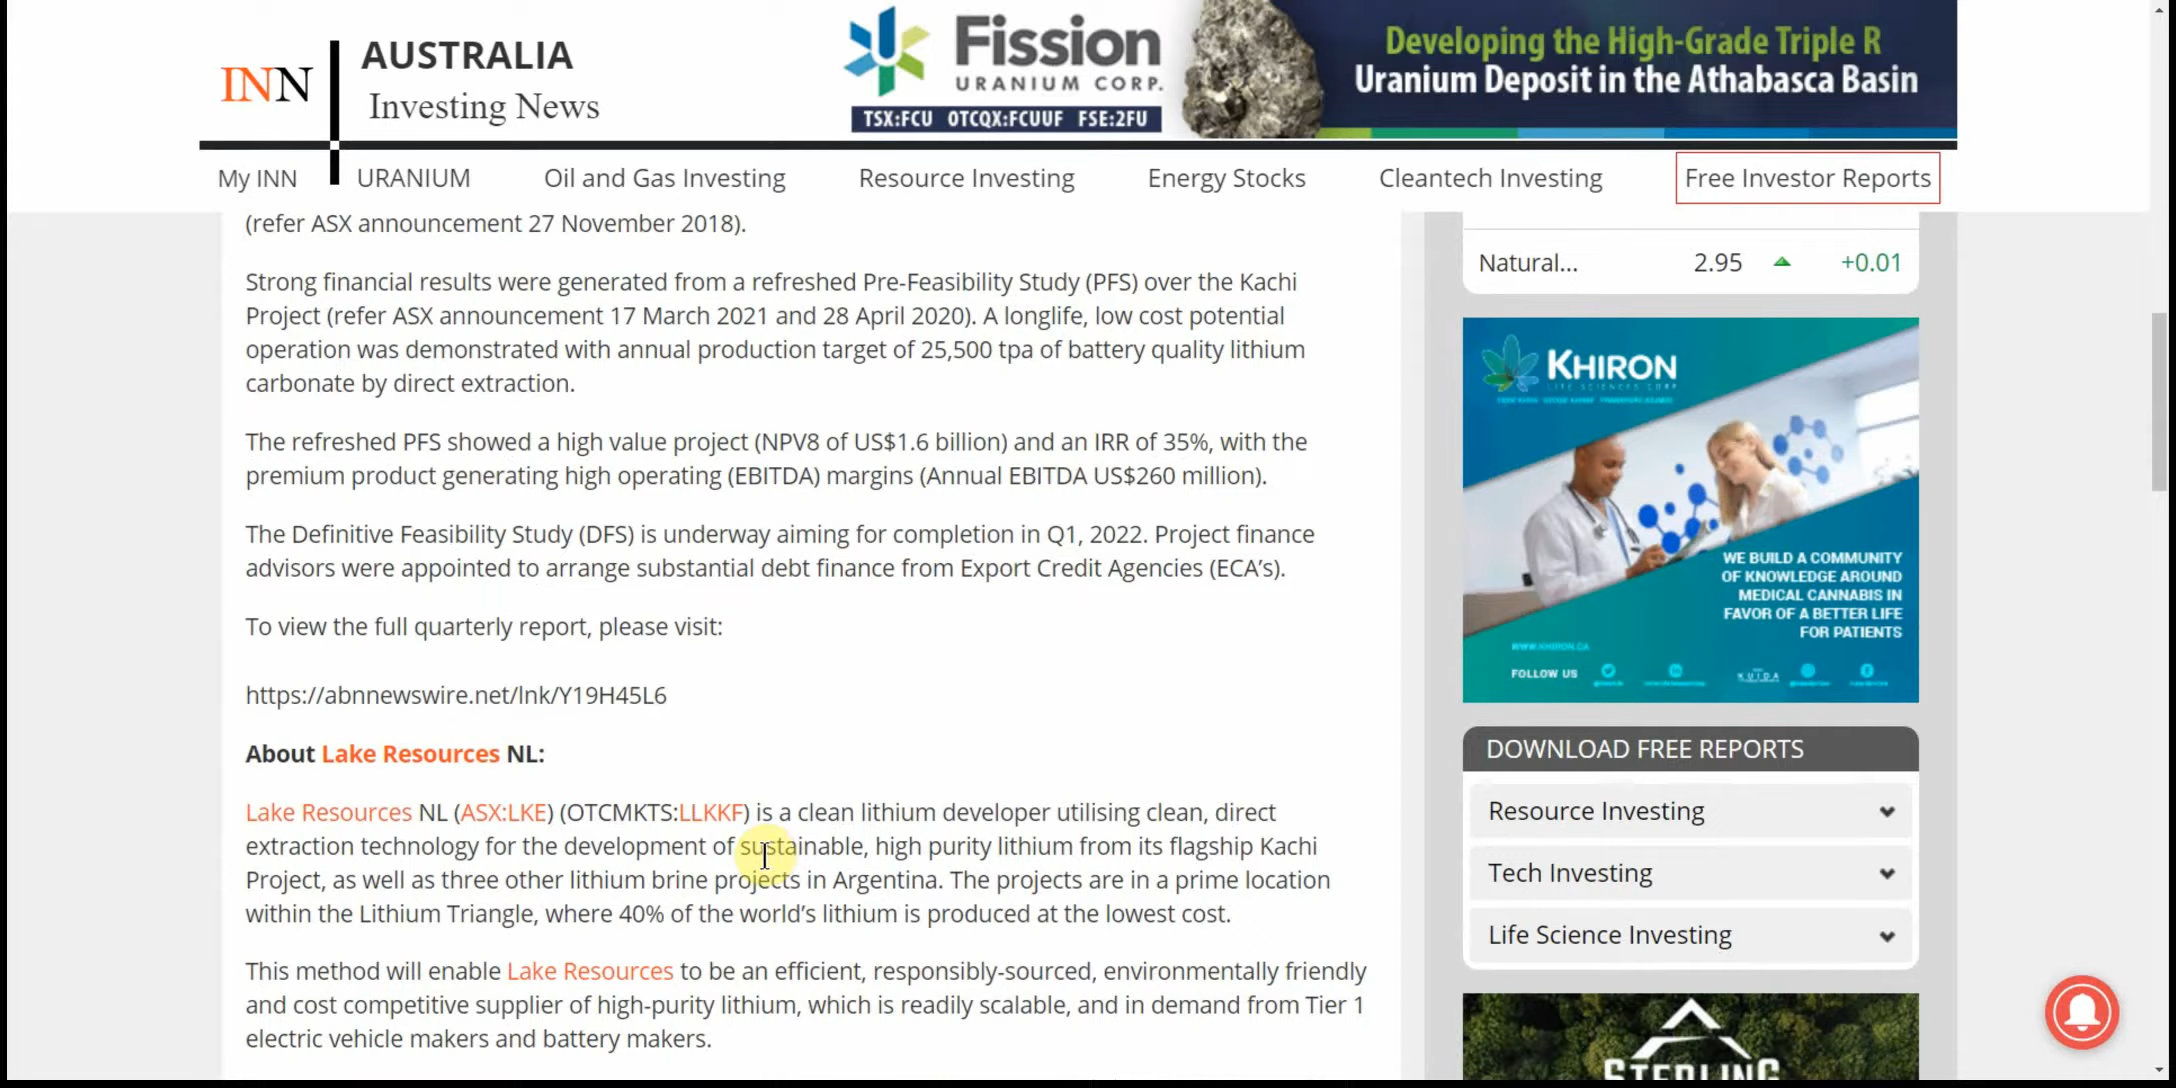 INN
AUSTRALIA
Investing News
Fission
URANIUM CORP.
TSX:FCU OTCQX:FCUUF FSE:2FU
Developing the High-Grade Triple R
Uranium Deposit in the Athabasca Basin
My INN URANIUM Oil and Gas Investing Resource Investing Energy Stocks Cleantech Investing Free Investor Reports
(refer ASX announcement 27 November 2018).
Strong financial results were generated from a refreshed Pre-Feasibility Study (PFS) over the Kachi
Project (refer ASX announcement 17 March 2021 and 28 April 2020). A longlife, low cost potential
operation was demonstrated with annual production target of 25,500 tpa of battery quality lithium
carbonate by direct extraction.
The refreshed PFS showed a high value project (NPV8 of US$1.6 billion) and an IRR of 35%, with the
premium product generating high operating (EBITDA) margins (Annual EBITDA US$260 million).
The Definitive Feasibility Study (DFS) is underway aiming for completion in Q1, 2022. Project finance
advisors were appointed to arrange substantial debt finance from Export Credit Agencies (ECA’s).
To view the full quarterly report, please visit:
https://abnnewswire.net/lnk/Y19H45L6
About Lake Resources NL:
Lake Resources NL (ASX:LKE) (OTCMKTS:LLKKF) is a clean lithium developer utilising clean, direct
extraction technology for the development of sustainable, high purity lithium from its flagship Kachi
Project, as well as three other lithium brine projects in Argentina. The projects are in a prime location
within the Lithium Triangle, where 40% of the world’s lithium is produced at the lowest cost.
This method will enable Lake Resources to be an efficient, responsibly-sourced, environmentally friendly
and cost competitive supplier of high-purity lithium, which is readily scalable, and in demand from Tier 1
electric vehicle makers and battery makers.
Natural... 2.95 +0.01
KHIRON
LIFE SCIENCES CORP
WE BUILD A COMMUNITY
OF KNOWLEDGE AROUND
MEDICAL CANNABIS IN
FAVOR OF A BETTER LIFE
FOR PATIENTS
WWW.KHIRON.CA
FOLLOW US
KUIDA
DOWNLOAD FREE REPORTS
Resource Investing
Tech Investing
Life Science Investing
STERLING